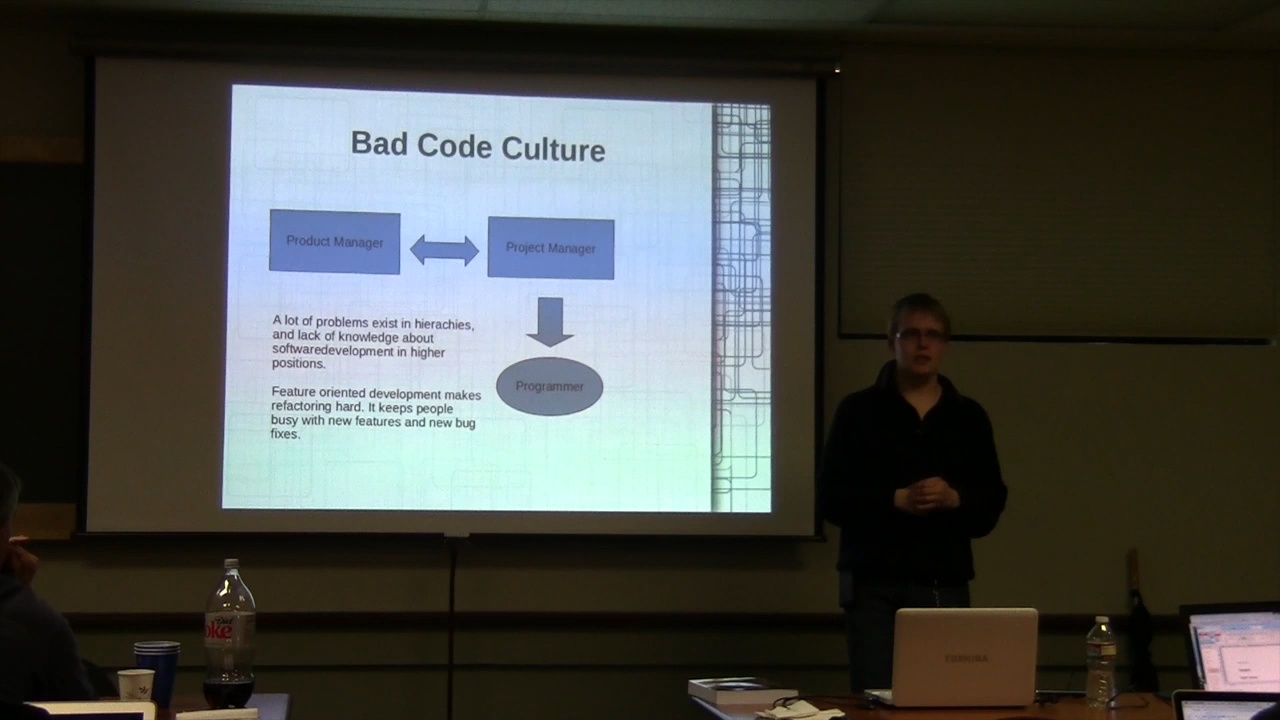 Bad Code Culture
Product Manager
Project Manager
A lot of problems exist in hierachies,
and lack of knowledge about
softwaredevelopment in higher
positions.
Programmer
Feature oriented development makes
refactoring hard. It keeps people
busy with new features and new bug
fixes.
Diet
oke
TOSHIBA